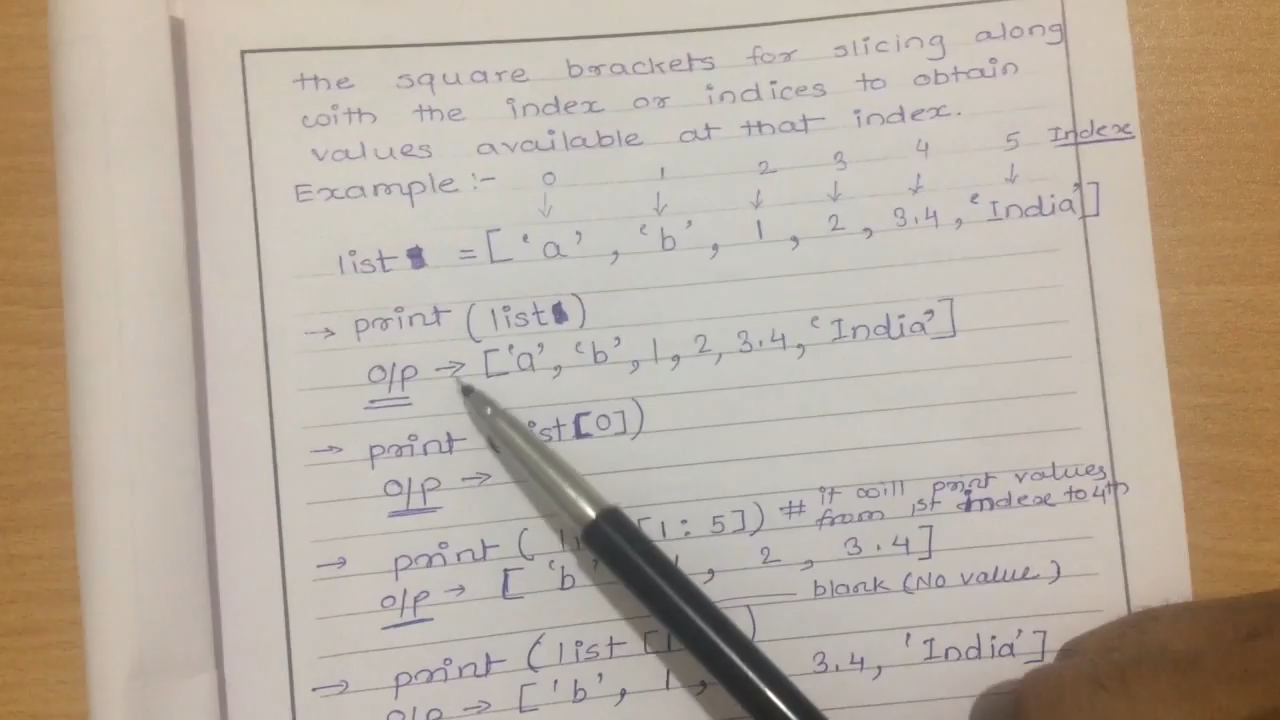 the square brackets for slicing along
with the index or indices to obtain
values available at that index.
Example :- 0 1 2 3 4 5 Index
↓ ↓ ↓ ↓ ↓ ↓
list = ['a', 'b', 1, 2, 3.4, 'India']
→ print (list)
o/p → ['a', 'b', 1, 2, 3.4, 'India']
→ print [0])
o/p →
→ print ( [1 : 5]) # it will print values
from 1st index to 4th
o/p → ['b' 1, 2, 3.4]
blank (No value)
→ print (list [1 )
o/p → ['b', 1, 3.4, 'India']